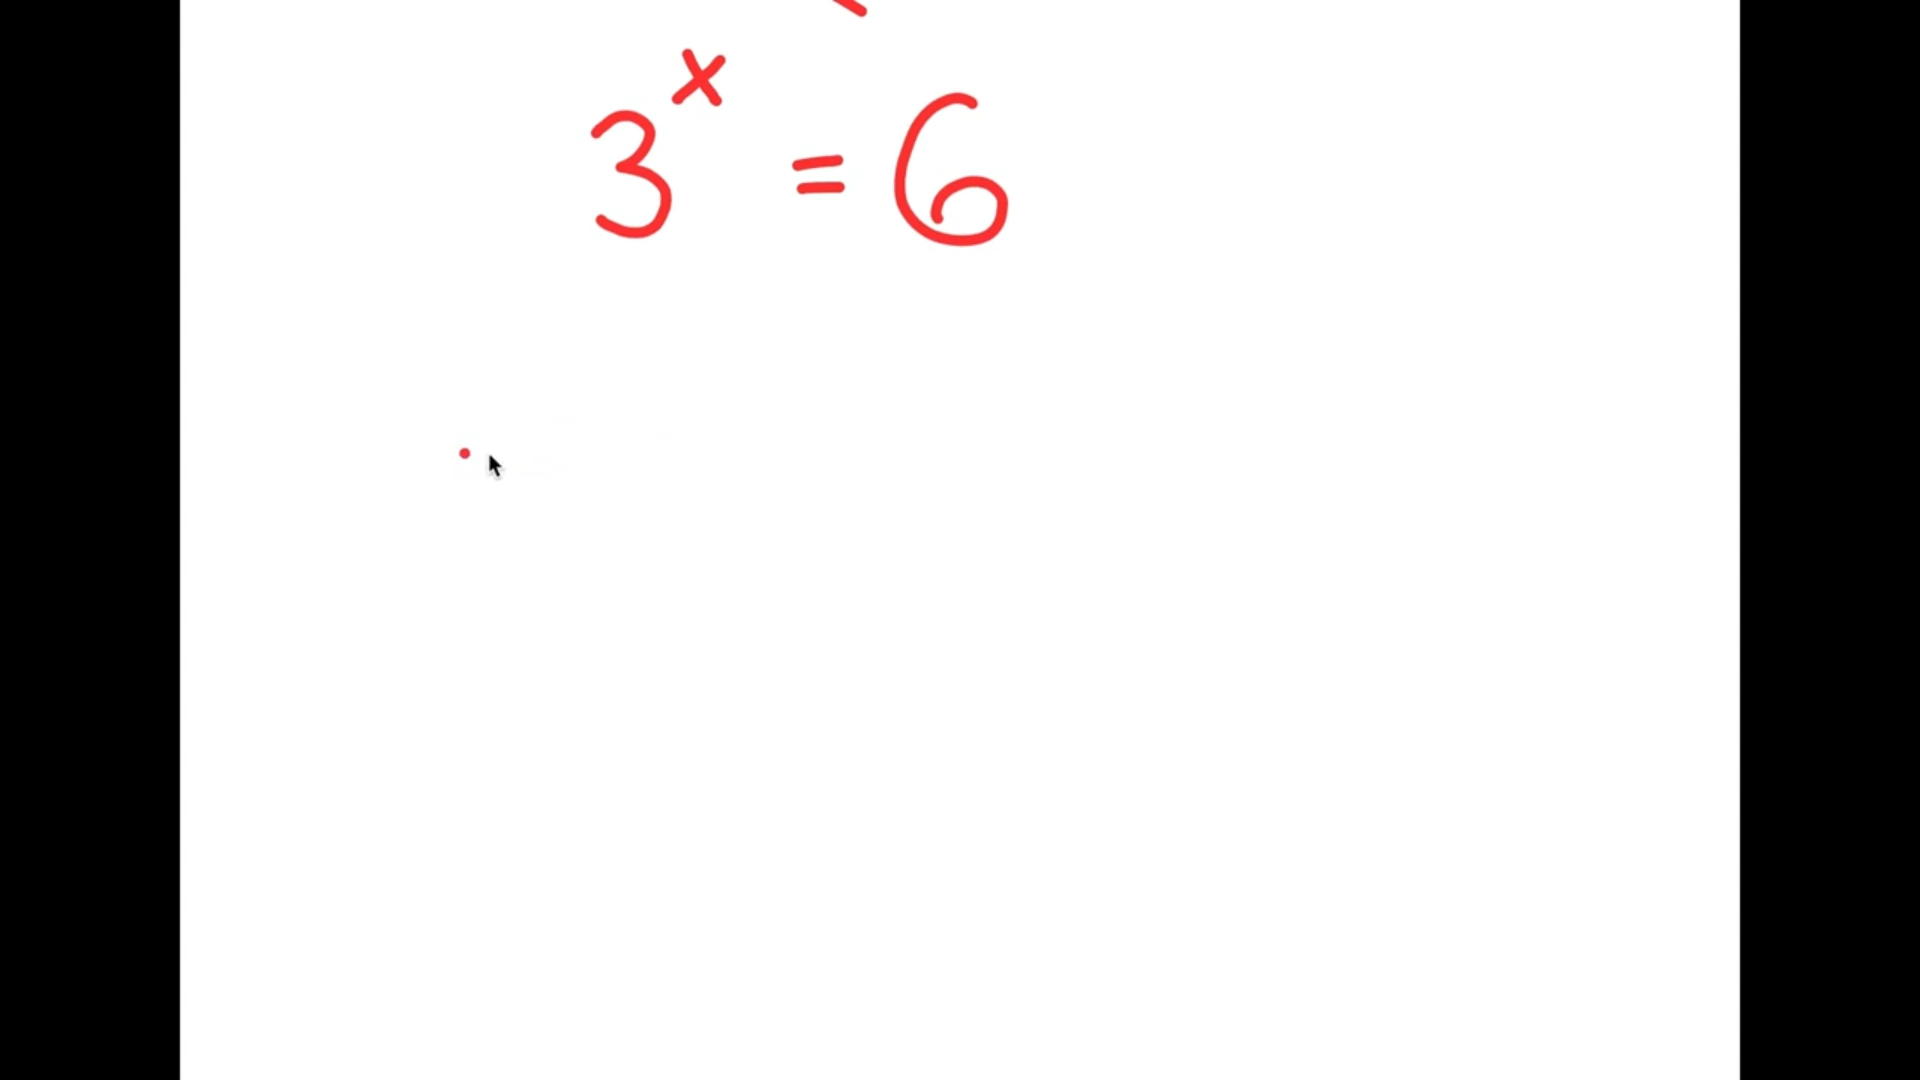 3^x = 6